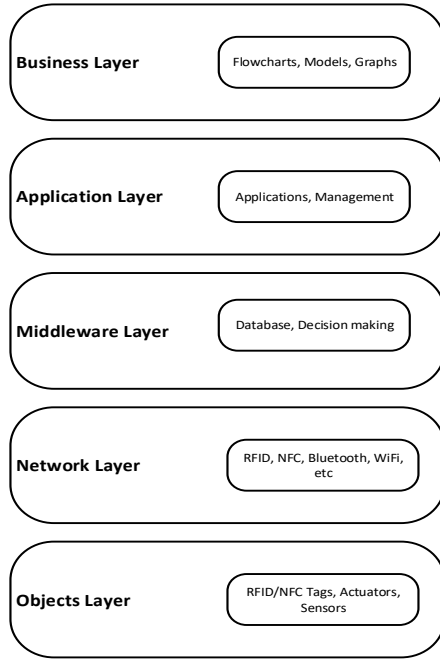 Business Layer
Flowcharts, Models, Graphs
Application Layer
Applications, Management
Middleware Layer
Database, Decision making
Network Layer
RFID, NFC, Bluetooth, WiFi,
etc
Objects Layer
RFID/NFC Tags, Actuators,
Sensors